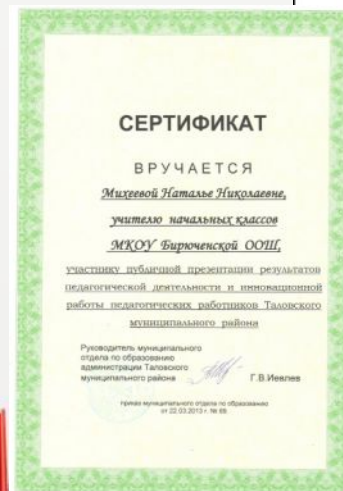 СЕРТИФИКАТ
ВРУЧАЕТСЯ
Михеевой Наталье Николаевне,
учителю начальных классов
МКОУ Бирюченской ООШ,
участнику публичной презентации результатов
педагогической деятельности и инновационной
работы педагогических работников Таловского
муниципального района
Руководитель муниципального
отдела по образованию
администрации Таловского
муниципального района
Г.В.Иевлев
приказ муниципального отдела по образованию
от 22.03.2013 г. № 68